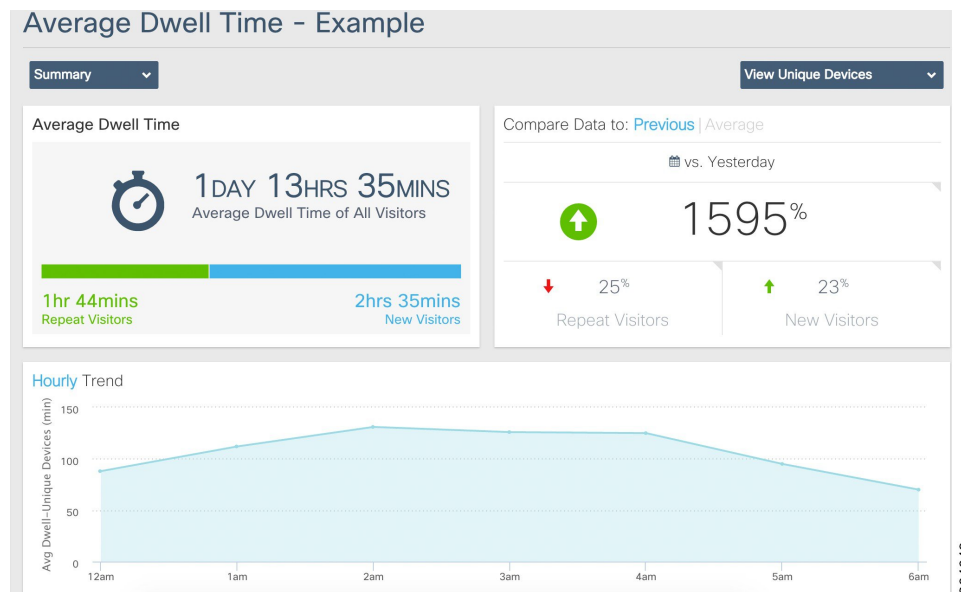 Average Dwell Time - Example
Summary
View Unique Devices
Average Dwell Time
1DAY 13HRS 35MINS
Average Dwell Time of All Visitors
1hr 44mins
Repeat Visitors
2hrs 35mins
New Visitors
Compare Data to: Previous | Average
vs. Yesterday
1595%
25%
Repeat Visitors
23%
New Visitors
Hourly Trend
Avg Dwell-Unique Devices (min)
150
100
50
0
12am
1am
2am
3am
4am
5am
6am